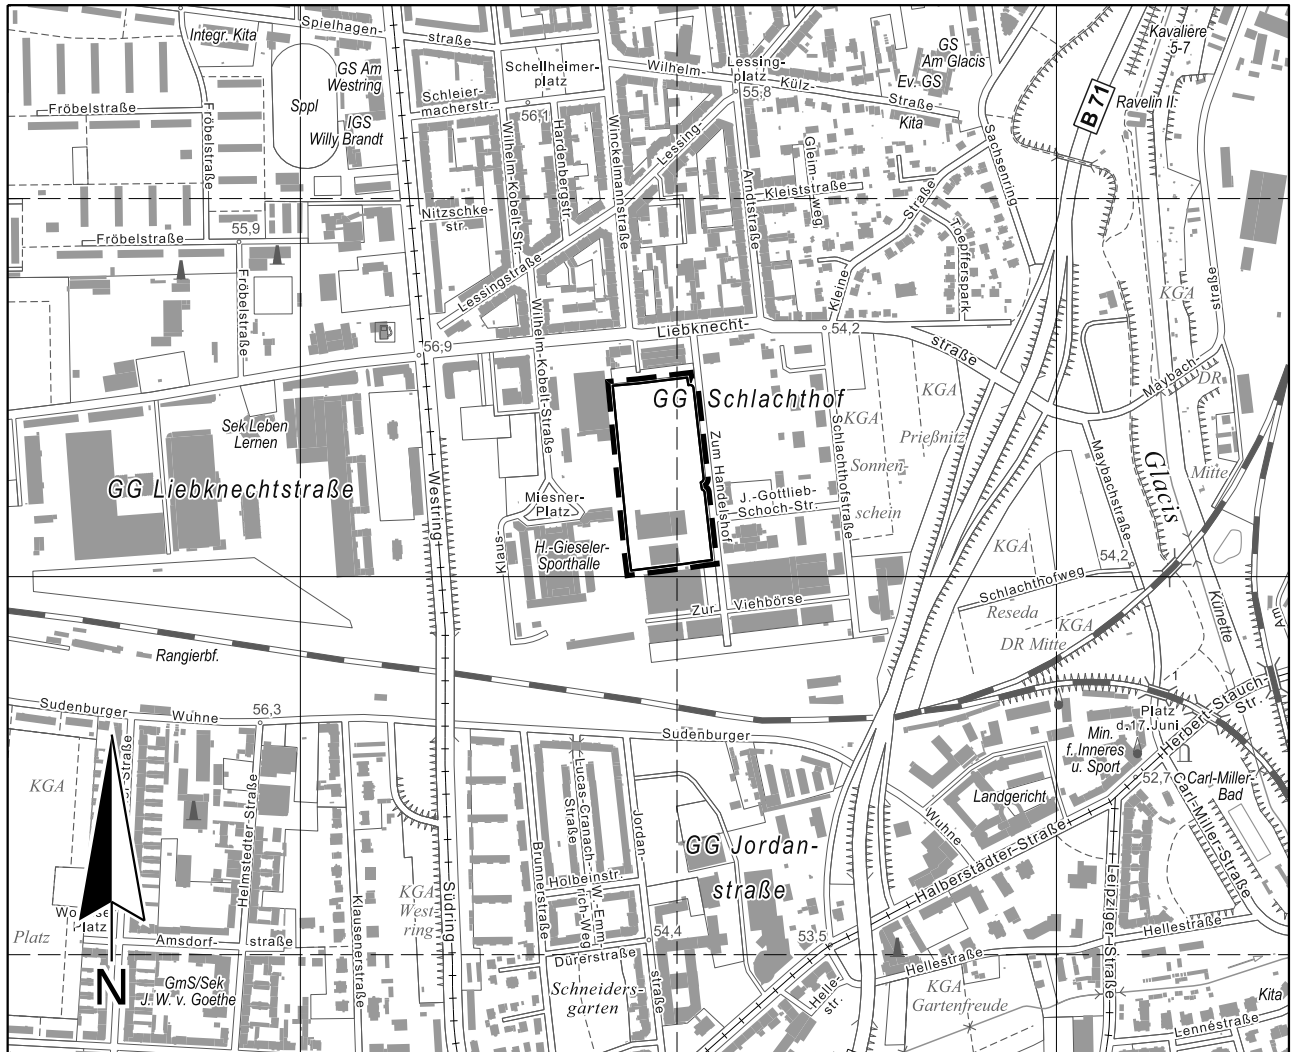 Spielhagen-
straße
Integr. Kita
GS Am
Westring
Sppl
IGS
Willy Brandt
Schellheimer-
platz
Schleier-
macherstr.
56,1
Wilhelm-
Külz-
Straße
Lessing-
platz
55,8
GS
Am Glacis
Ev. GS
Kita
Kavaliere
5-7
Ravelin II
B 71
Fröbelstraße
Fröbelstraße
Wilhelm-Kobelt-Str.
Hardenbergstr.
Winckelmannstraße
Lessing-
Arndtstraße
Gleim-
weg
Kleiststraße
Straße
Sachsenring
Toepfferspark
Nitzschke-
str.
55,9
Fröbelstraße
Fröbelstraße
Lessingstraße
Wilhelm-Kobelt-Straße
Kleine
KGA
straße
56,9
Liebknecht-
54,2
straße
Maybach-
DR
Mitte
GG Schlachthof
KGA
KGA
Prießnitz
Sonnen-
schein
Sek Leben
Lernen
GG Liebknechtstraße
Westring
Miesner-
Platz
Klaus
H.-Gieseler-
Sporthalle
Zum Handelshof
J.-Gottlieb-
Schoch-Str.
Schlachthofstraße
Maybachstraße
Glacis
KGA
54,2
Schlachthofweg
Reseda
KGA
DR Mitte
Künette
Am
Zur
Viehbörse
Rangierbf.
Sudenburger
Wuhne
56,3
Sudenburger
Wuhne
Platz
d. 17. Juni
Min.
f. Inneres
u. Sport
Herbert-Stauch-
Str.
52,7
Carl-Miller-
Bad
Carl-Miller-Straße
Landgericht
KGA
Helmstedter-Straße
Lucas-Cranach-
Straße
Jordan-
GG Jordan-
straße
Halberstädter-Straße
Leipziger-Straße
Holbeinstr.
Brunnerstraße
W.-Emm
rich-Weg
KGA
West-
ring
Südring
Klausenerstraße
Platz
Platz
Amsdorf-
straße
N
GmS/Sek
J. W. v. Goethe
54,4
Dürerstraße
Schneiders-
garten
straße
53,5
Helle-
str.
Hellestraße
Hellestraße
KGA
Gartenfreude
Kita
Lennéstraße